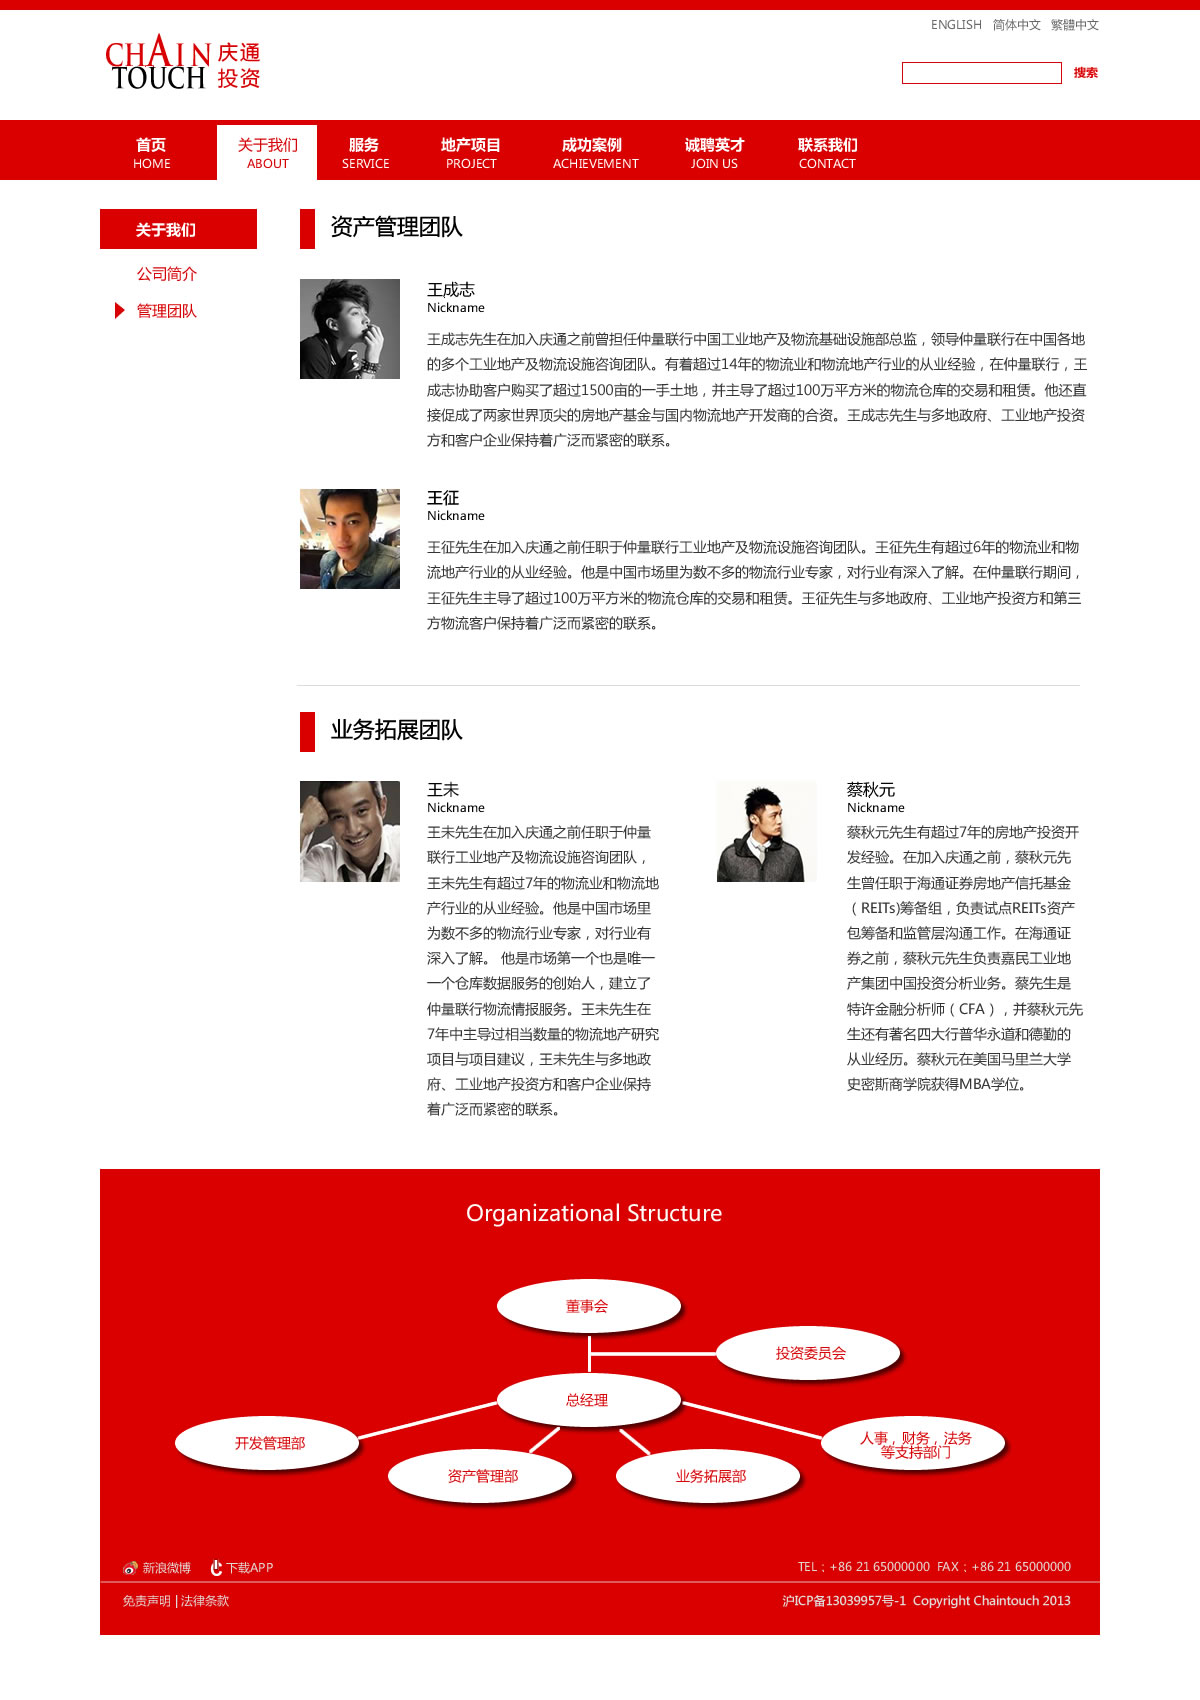 ENGLISH 简体中文 繁體中文
CHAIN TOUCH 庆通投资
搜索
首页 关于我们 服务 地产项目 成功案例 诚聘英才 联系我们
HOME ABOUT SERVICE PROJECT ACHIEVEMENT JOIN US CONTACT
关于我们
公司简介
管理团队
资产管理团队
王成志
Nickname
王成志先生在加入庆通之前曾担任仲量联行中国工业地产及物流基础设施部总监，领导仲量联行在中国各地
的多个工业地产及物流设施咨询团队。有着超过14年的物流业和物流地产行业的从业经验，在仲量联行，王
成志协助客户购买了超过1500亩的一手土地，并主导了超过100万平方米的物流仓库的交易和租赁。他还直
接促成了两家世界顶尖的房地产基金与国内物流地产开发商的合资。王成志先生与多地政府、工业地产投资
方和客户企业保持着广泛而紧密的联系。
王征
Nickname
王征先生在加入庆通之前任职于仲量联行工业地产及物流设施咨询团队。王征先生有超过6年的物流业和物
流地产行业的从业经验。他是中国市场里为数不多的物流行业专家，对行业有深入了解。在仲量联行期间，
王征先生主导了超过100万平方米的物流仓库的交易和租赁。王征先生与多地政府、工业地产投资方和第三
方物流客户保持着广泛而紧密的联系。
业务拓展团队
王未
Nickname
王未先生在加入庆通之前任职于仲量
联行工业地产及物流设施咨询团队，
王未先生有超过7年的物流业和物流地
产行业的从业经验。他是中国市场里
为数不多的物流行业专家，对行业有
深入了解。 他是市场第一个也是唯一
一个仓库数据服务的创始人，建立了
仲量联行物流情报服务。王未先生在
7年中主导过相当数量的物流地产研究
项目与项目建议，王未先生与多地政
府、工业地产投资方和客户企业保持
着广泛而紧密的联系。
蔡秋元
Nickname
蔡秋元先生有超过7年的房地产投资开
发经验。在加入庆通之前，蔡秋元先
生曾任职于海通证券房地产信托基金
（REITs)筹备组，负责试点REITs资产
包筹备和监管层沟通工作。在海通证
券之前，蔡秋元先生负责嘉民工业地
产集团中国投资分析业务。蔡先生是
特许金融分析师（CFA），并蔡秋元先
生还有著名四大行普华永道和德勤的
从业经历。蔡秋元在美国马里兰大学
史密斯商学院获得MBA学位。
Organizational Structure
董事会
投资委员会
总经理
开发管理部
人事，财务，法务
等支持部门
资产管理部
业务拓展部
新浪微博 下载APP
TEL：+86 21 65000000 FAX：+86 21 65000000
免责声明 | 法律条款
沪ICP备13039957号-1 Copyright Chaintouch 2013